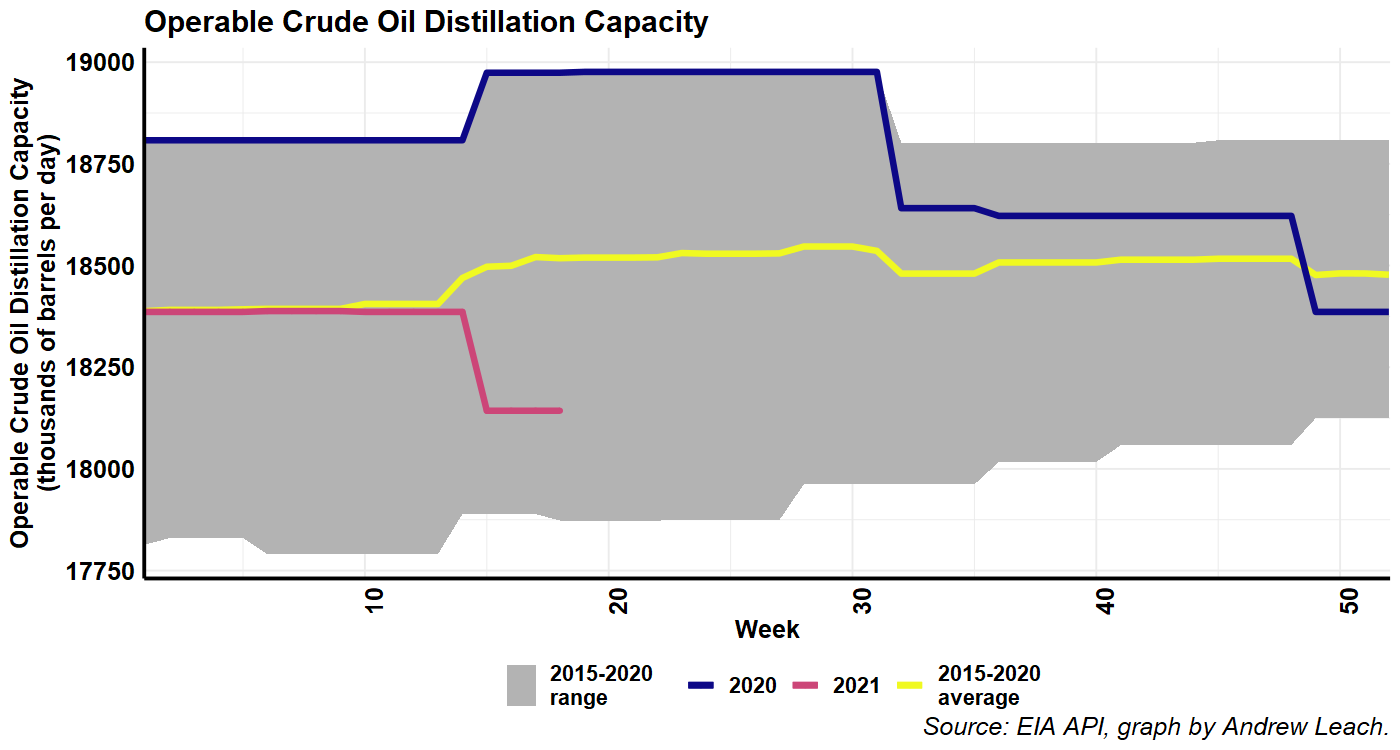 Operable Crude Oil Distillation Capacity
Operable Crude Oil Distillation Capacity
(thousands of barrels per day)
19000
18750
18500
18250
18000
17750
10
20
30
40
50
Week
2015-2020
range
2020
2021
2015-2020
average
Source: EIA API, graph by Andrew Leach.